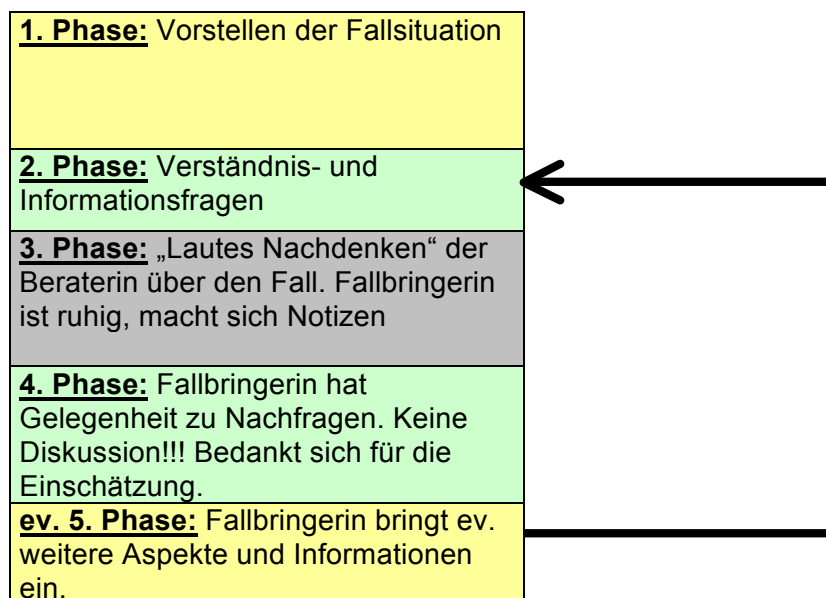 1. Phase: Vorstellen der Fallsituation
2. Phase: Verständnis- und
Informationsfragen
3. Phase: „Lautes Nachdenken“ der
Beraterin über den Fall. Fallbringerin
ist ruhig, macht sich Notizen
4. Phase: Fallbringerin hat
Gelegenheit zu Nachfragen. Keine
Diskussion!!! Bedankt sich für die
Einschätzung.
ev. 5. Phase: Fallbringerin bringt ev.
weitere Aspekte und Informationen
ein.